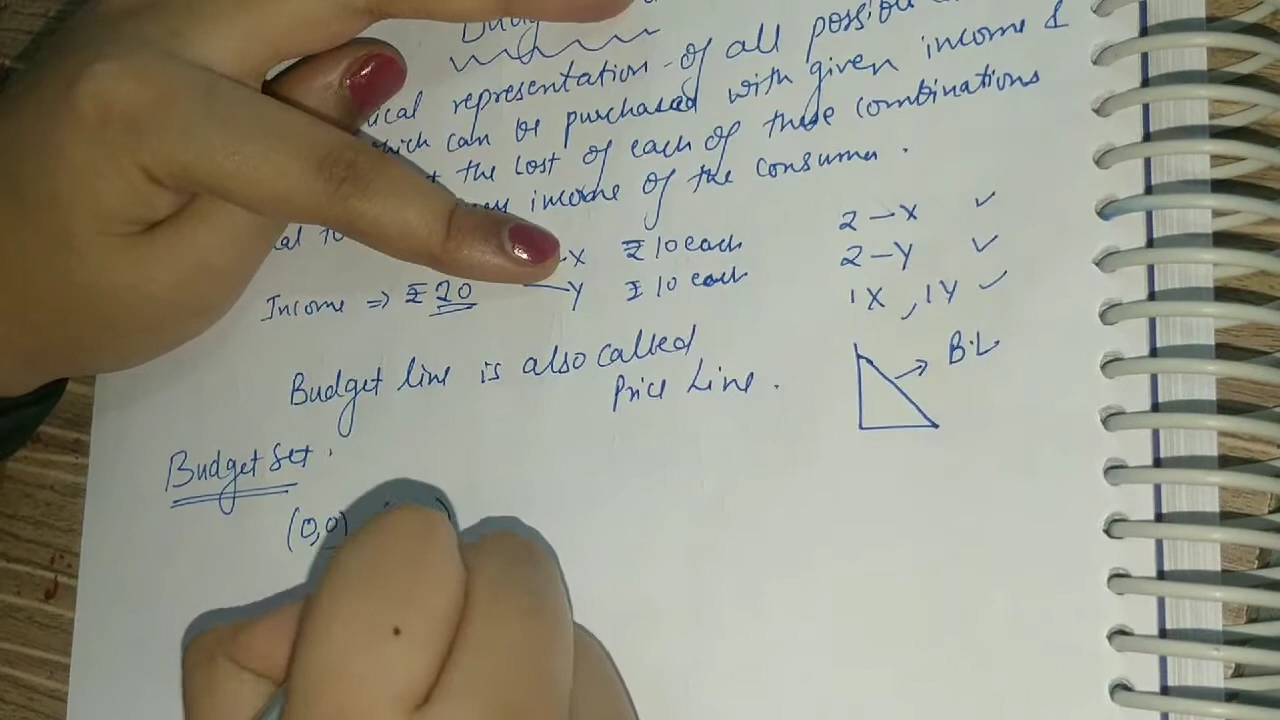 representation of all
can be purchased with given income &
the cost of each of these combinations
income of the consumer.
Income => ₹20 X ₹10 each 2-X ✓
Y ₹10 each 2-Y ✓
1X, 1Y ✓
Budget line is also called
Price Line. B.L
Budget set.
(0,0)